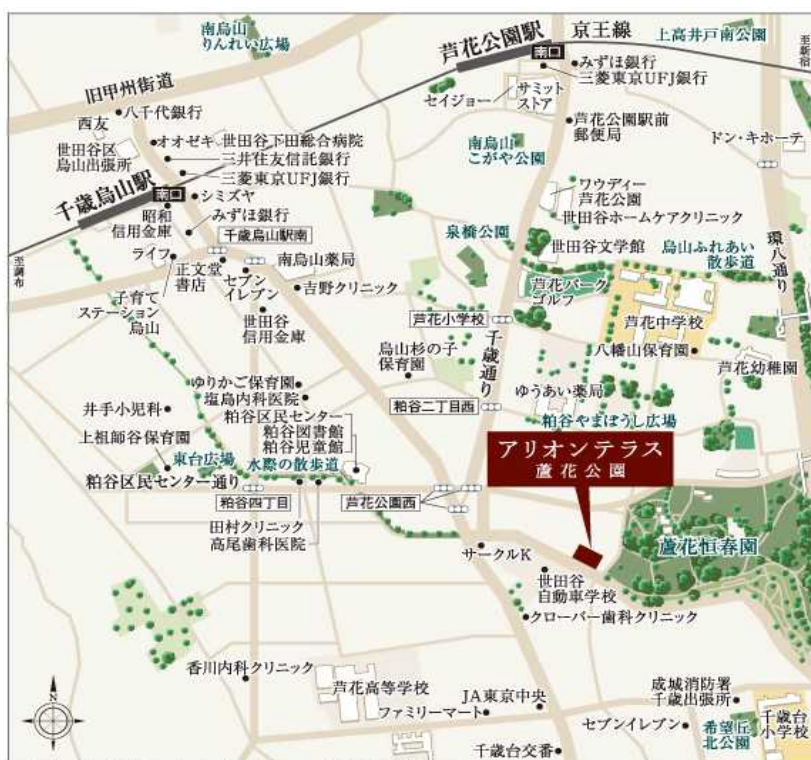 南烏山
りんれい広場
芦花公園駅
京王線
上高井戸南公園
至新宿
南口
みずほ銀行
三菱東京UFJ銀行
旧甲州街道
セイジョー
サミット
ストア
八千代銀行
西友
芦花公園駅前
郵便局
オオゼキ
世田谷下田総合病院
世田谷区
烏山出張所
三井住友信託銀行
三菱東京UFJ銀行
南烏山
こがや公園
ドン・キホーテ
千歳烏山駅
南口
シミズヤ
昭和
信用金庫
みずほ銀行
ワウディー
芦花公園
世田谷ホームケアクリニック
千歳烏山駅南
泉橋公園
世田谷文学館
烏山ふれあい
散歩道
環八通り
至調布
ライフ
正文堂
書店
セブン
イレブン
南烏山薬局
吉野クリニック
芦花パーク
ゴルフ
子育て
ステーション
烏山
世田谷
信用金庫
芦花小学校
千歳通り
芦花中学校
八幡山保育園
芦花幼稚園
烏山杉の子
保育園
ゆりかご保育園
塩島内科医院
ゆうあい薬局
井手小児科
粕谷区民センター
粕谷図書館
粕谷児童館
粕谷二丁目西
粕谷やまぼうし広場
上祖師谷保育園
東台広場
水際の散歩道
アリオンテラス
蘆花公園
粕谷区民センター通り
粕谷四丁目
芦花公園西
田村クリニック
高尾歯科医院
サークルK
蘆花恒春園
世田谷
自動車学校
クローバー歯科クリニック
香川内科クリニック
芦花高等学校
ファミリーマート
JA東京中央
成城消防署
千歳出張所
セブンイレブン
希望丘
北公園
千歳台
小学校
千歳台交番
N